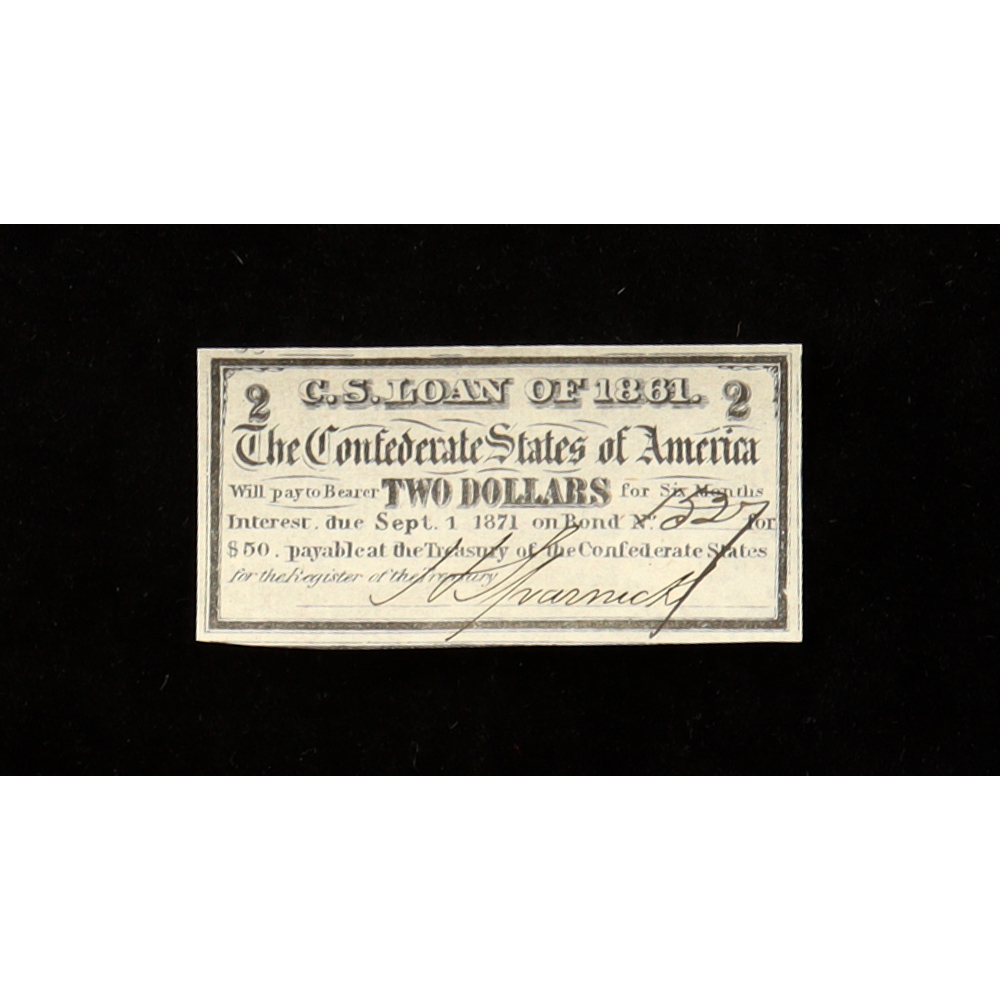 2 C. S. LOAN OF 1861. 2
The Confederate States of America
Will pay to Bearer TWO DOLLARS for Six Months
Interest. due Sept. 1 1871 on Bond No. 1327 for
$50. payable at the Treasury of the Confederate States
for the Register of the Treasury